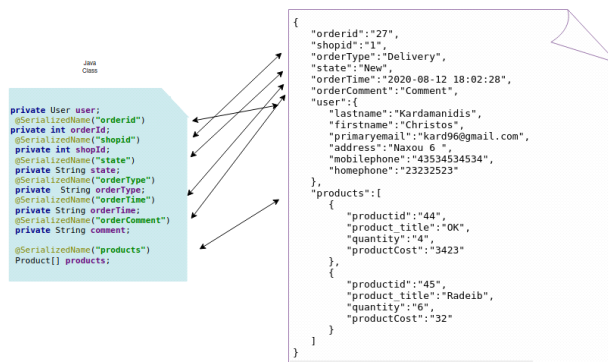 Java
Class
private User user;
@SerializedName("orderid")
private int orderId;
@SerializedName("shopid")
private int shopId;
@SerializedName("state")
private String state;
@SerializedName("orderType")
private  String orderType;
@SerializedName("orderTime")
private String orderTime;
@SerializedName("orderComment")
private String comment;
@SerializedName("products")
Product[] products;
{
"orderid":"27",
"shopid":"1",
"orderType":"Delivery",
"state":"New",
"orderTime":"2020-08-12 18:02:28",
"orderComment":"Comment",
"user":{
"lastname":"Kardamanidis",
"firstname":"Christos",
"primaryemail":"kard96@gmail.com",
"address":"Naxou 6 ",
"mobilephone":"43534534534",
"homephone":"23232523"
},
"products":[
{
"productid":"44",
"product_title":"OK",
"quantity":"4",
"productCost":"3423"
},
{
"productid":"45",
"product_title":"Radeib",
"quantity":"6",
"productCost":"32"
}
]
}